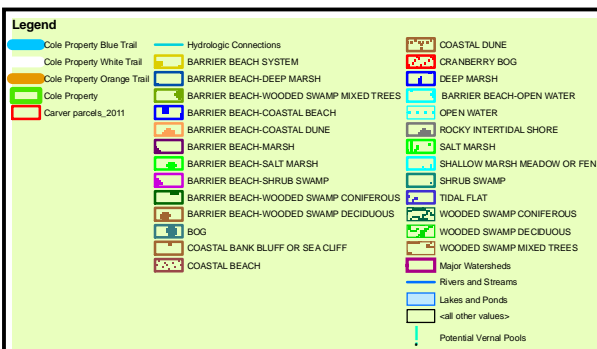 Legend
Cole Property Blue Trail
Cole Property White Trail
Cole Property Orange Trail
Cole Property
Carver parcels_2011
Hydrologic Connections
BARRIER BEACH SYSTEM
BARRIER BEACH-DEEP MARSH
BARRIER BEACH-WOODED SWAMP MIXED TREES
BARRIER BEACH-COASTAL BEACH
BARRIER BEACH-COASTAL DUNE
BARRIER BEACH-MARSH
BARRIER BEACH-SALT MARSH
BARRIER BEACH-SHRUB SWAMP
BARRIER BEACH-WOODED SWAMP CONIFEROUS
BARRIER BEACH-WOODED SWAMP DECIDUOUS
BOG
COASTAL BANK BLUFF OR SEA CLIFF
COASTAL BEACH
COASTAL DUNE
CRANBERRY BOG
DEEP MARSH
BARRIER BEACH-OPEN WATER
OPEN WATER
ROCKY INTERTIDAL SHORE
SALT MARSH
SHALLOW MARSH MEADOW OR FEN
SHRUB SWAMP
TIDAL FLAT
WOODED SWAMP CONIFEROUS
WOODED SWAMP DECIDUOUS
WOODED SWAMP MIXED TREES
Major Watersheds
Rivers and Streams
Lakes and Ponds
<all other values>
Potential Vernal Pools